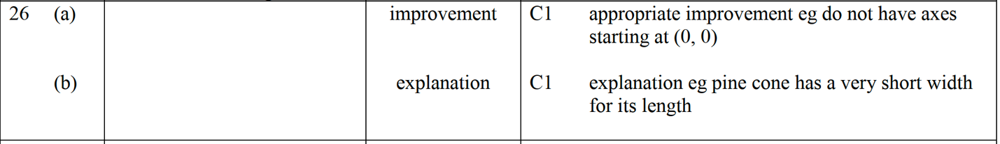 26 (a) improvement C1 appropriate improvement eg do not have axes
starting at (0, 0)
(b) explanation C1 explanation eg pine cone has a very short width
for its length